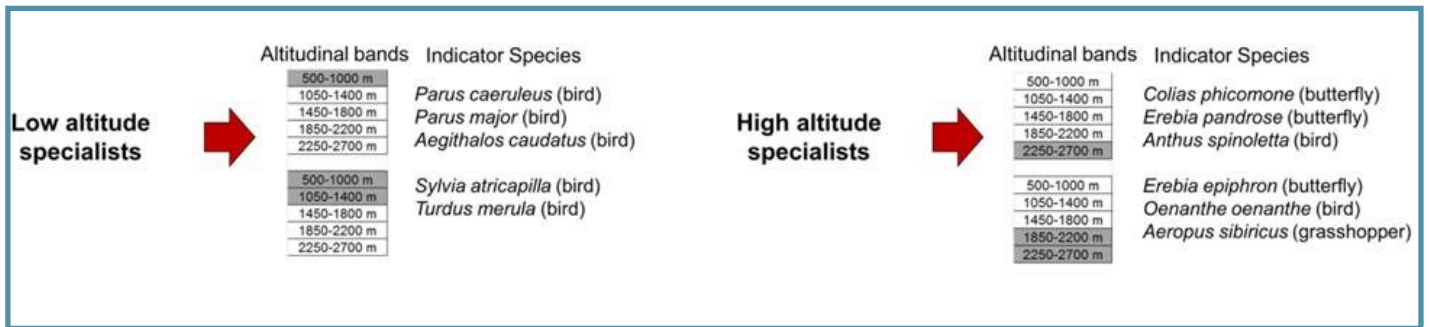 Low altitude
specialists
Altitudinal bands Indicator Species
500-1000 m
1050-1400 m
1450-1800 m
1850-2200 m
2250-2700 m
Parus caeruleus (bird)
Parus major (bird)
Aegithalos caudatus (bird)
500-1000 m
1050-1400 m
1450-1800 m
1850-2200 m
2250-2700 m
Sylvia atricapilla (bird)
Turdus merula (bird)
High altitude
specialists
Altitudinal bands Indicator Species
500-1000 m
1050-1400 m
1450-1800 m
1850-2200 m
2250-2700 m
Colias phicomone (butterfly)
Erebia pandrose (butterfly)
Anthus spinoletta (bird)
500-1000 m
1050-1400 m
1450-1800 m
1850-2200 m
2250-2700 m
Erebia epiphron (butterfly)
Oenanthe oenanthe (bird)
Aeropus sibiricus (grasshopper)